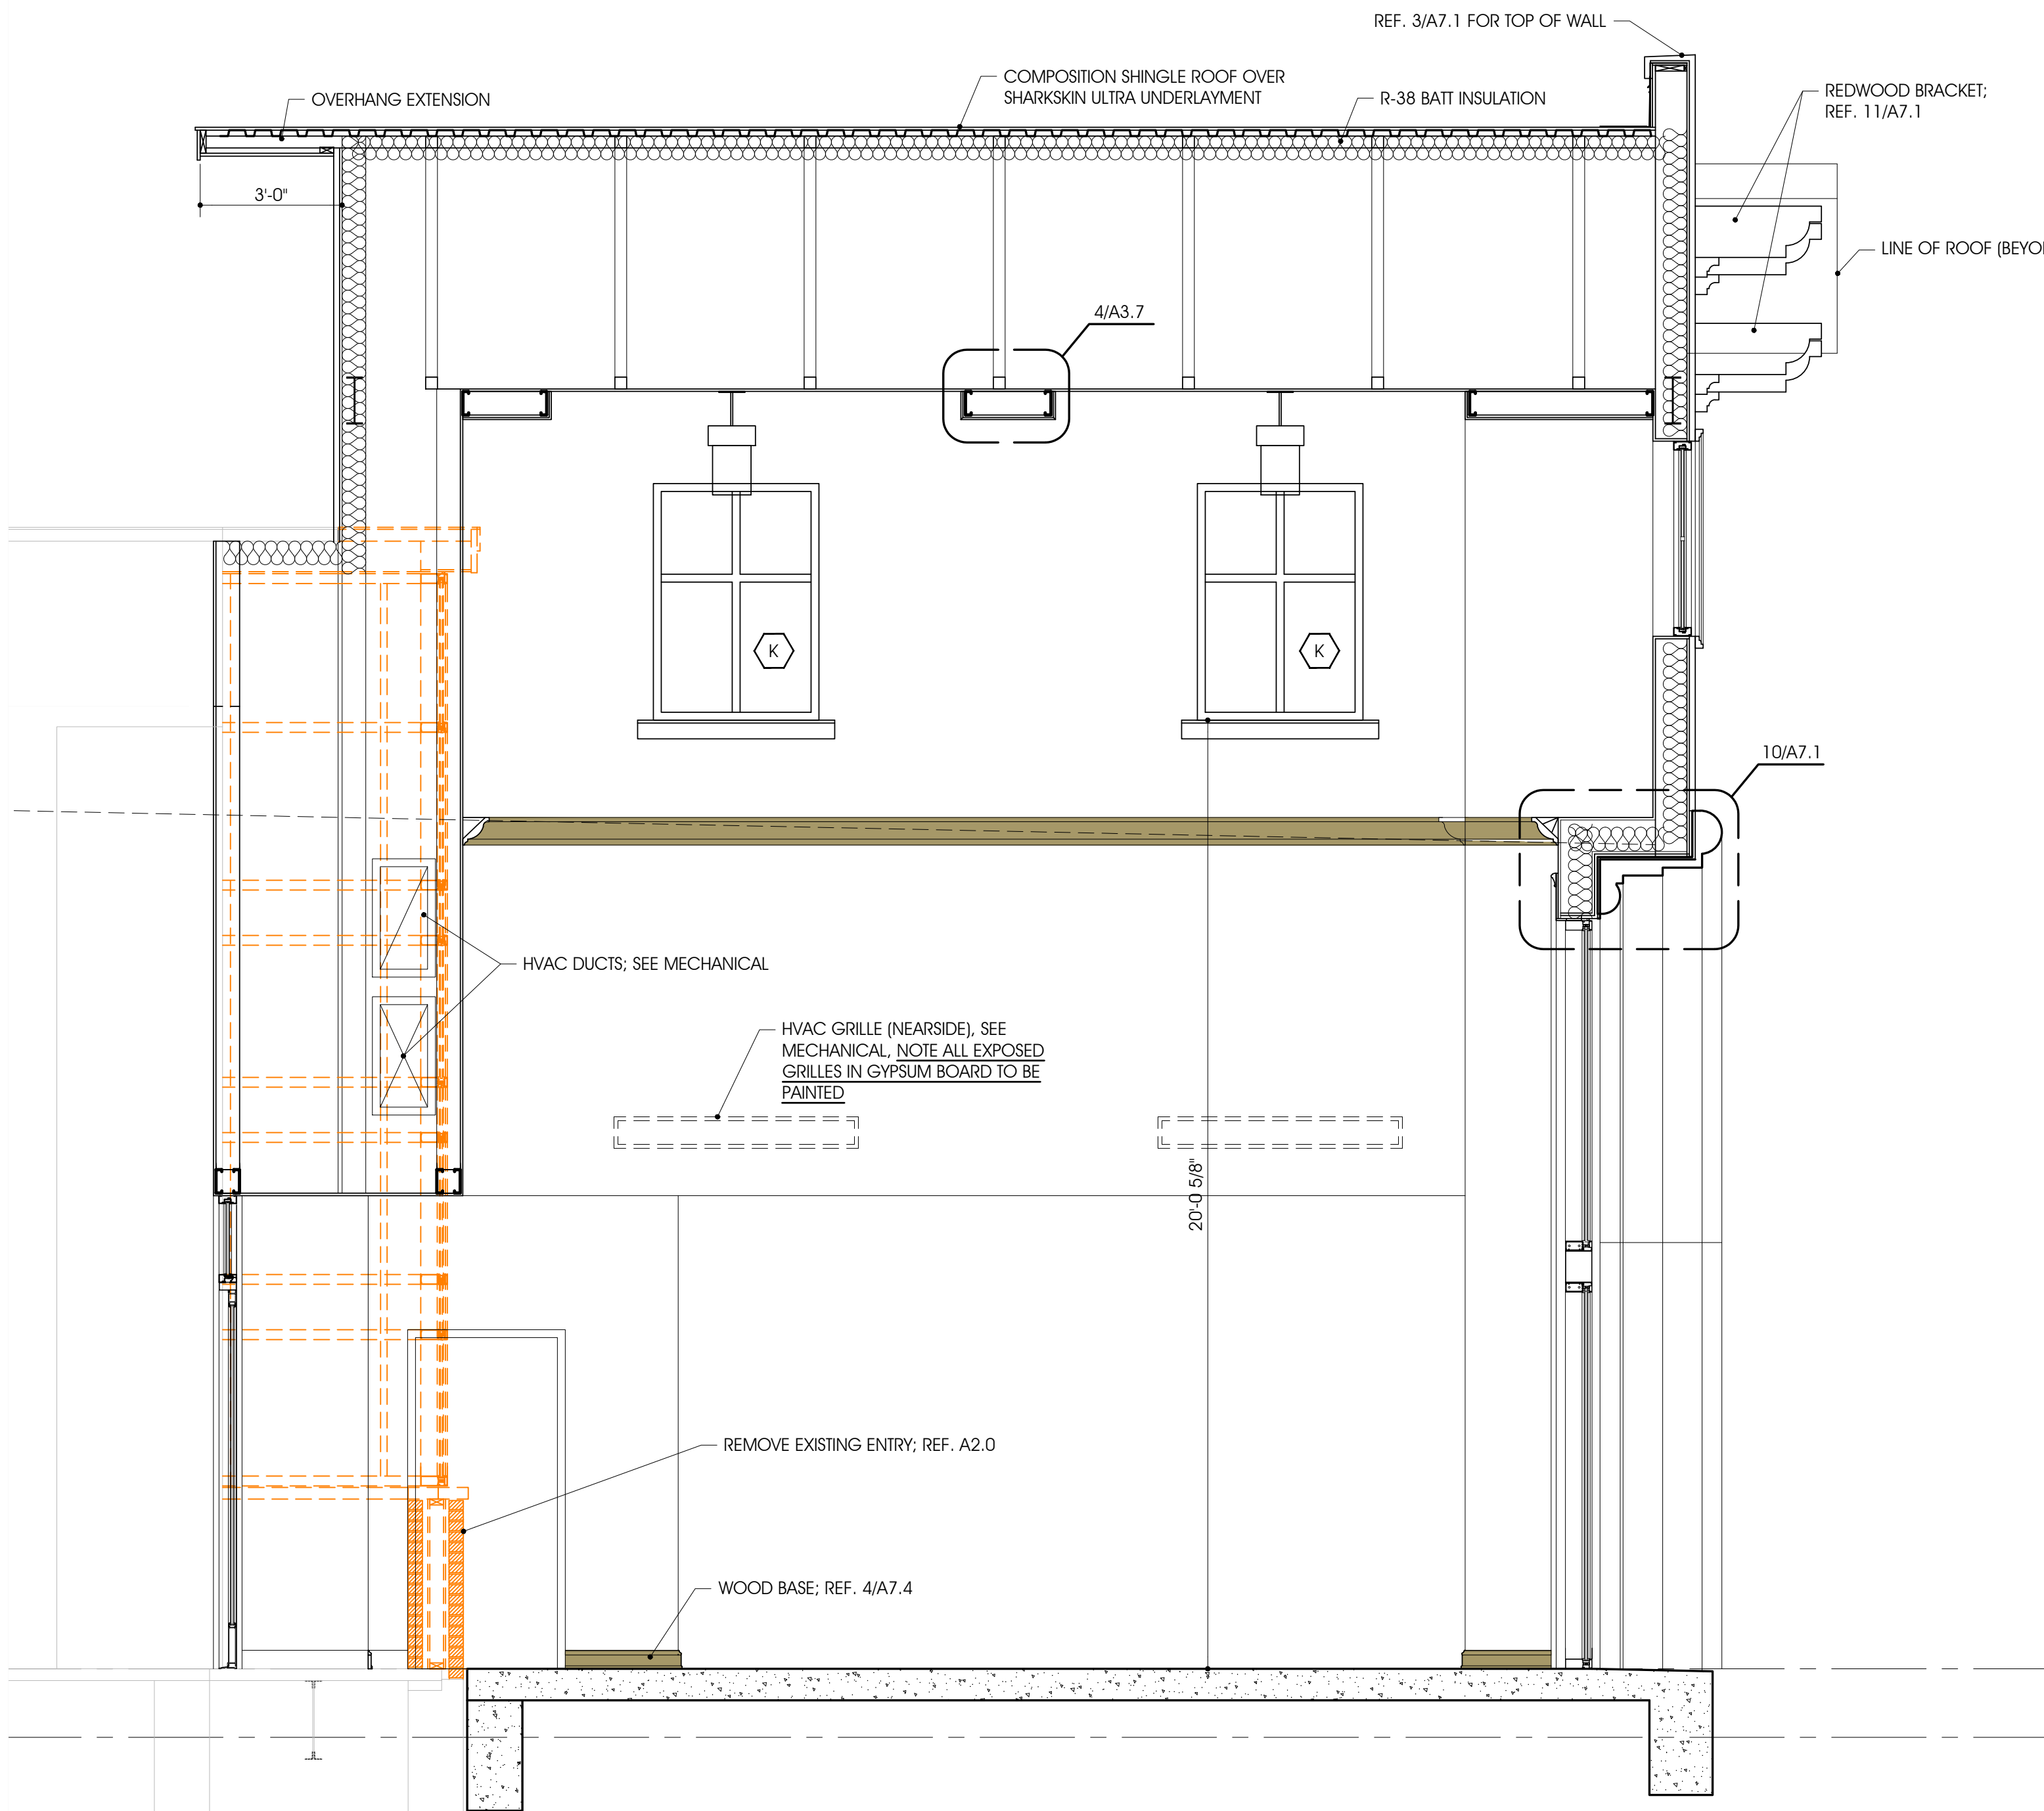 REF. 3/A7.1 FOR TOP OF WALL
COMPOSITION SHINGLE ROOF OVER
SHARKSKIN ULTRA UNDERLAYMENT
OVERHANG EXTENSION
R-38 BATT INSULATION
REDWOOD BRACKET;
REF. 11/A7.1
3'-0"
LINE OF ROOF (BEYO
4/A3.7
K
K
10/A7.1
HVAC DUCTS; SEE MECHANICAL
HVAC GRILLE (NEARSIDE), SEE
MECHANICAL, NOTE ALL EXPOSED
GRILLES IN GYPSUM BOARD TO BE
PAINTED
20'-0 5/8"
REMOVE EXISTING ENTRY; REF. A2.0
WOOD BASE; REF. 4/A7.4